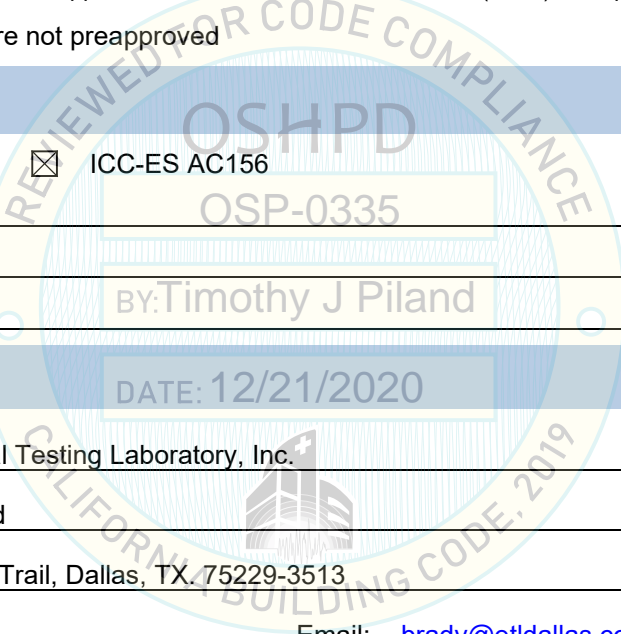 re not preapproved
REVIEWED FOR CODE COMPLIANCE
OSHPD
ICC-ES AC156
OSP-0335
BY:Timothy J Piland
DATE: 12/21/2020
l Testing Laboratory, Inc.
Trail, Dallas, TX. 75229-3513
CALIFORNIA BUILDING CODE, 2019
Email: